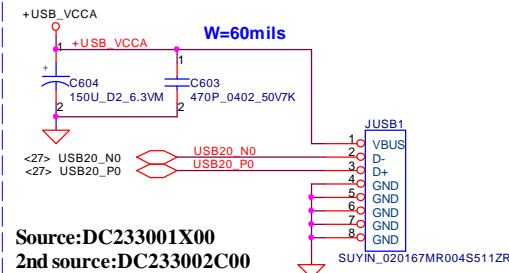 +USB_VCCA
1
+USB_VCCA
W=60mils
+
C604
150U_D2_6.3VM
2
1
C603
470P_0402_50V7K
2
JUSB1
<27> USB20_N0
USB20_N0
<27> USB20_P0
USB20_P0
1 VBUS
2 D-
3 D+
4 GND
5 GND
6 GND
7 GND
8 GND
SUYIN_020167MR004S511ZR
Source:DC233001X00
2nd source:DC233002C00